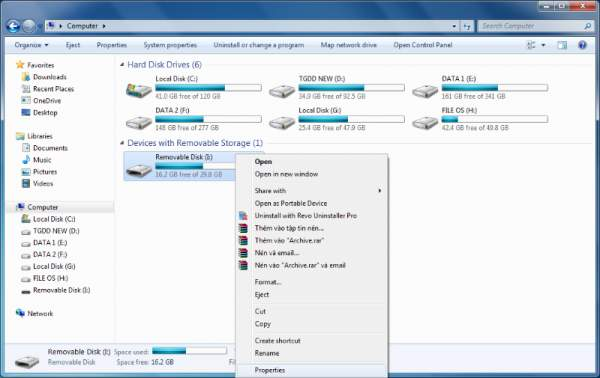 Computer
Search Computer
Organize
Eject
Properties
System properties
Uninstall or change a program
Map network drive
Open Control Panel
Favorites
Downloads
Recent Places
OneDrive
Desktop
Libraries
Documents
Music
Pictures
Videos
Computer
Local Disk (C:)
TGDD NEW (D:)
DATA 1 (E:)
DATA 2 (F:)
Local Disk (G:)
FILE OS (H:)
Removable Disk (I:)
Network
Hard Disk Drives (6)
Local Disk (C:)
41.0 GB free of 120 GB
TGDD NEW (D:)
34.9 GB free of 92.5 GB
DATA 1 (E:)
161 GB free of 341 GB
DATA 2 (F:)
148 GB free of 277 GB
Local Disk (G:)
25.4 GB free of 47.9 GB
FILE OS (H:)
42.4 GB free of 49.8 GB
Devices with Removable Storage (1)
Removable Disk (I:)
16.2 GB free of 29.8 GB
Open
Open in new window
Share with
Open as Portable Device
Uninstall with Revo Uninstaller Pro
Thêm vào tập tin nén...
Thêm vào "Archive.rar"
Nén và email...
Nén vào "Archive.rar" và email
Format...
Eject
Cut
Copy
Create shortcut
Rename
Properties
Removable Disk (I:) Space used:
Removable Disk Space free: 16.2 GB